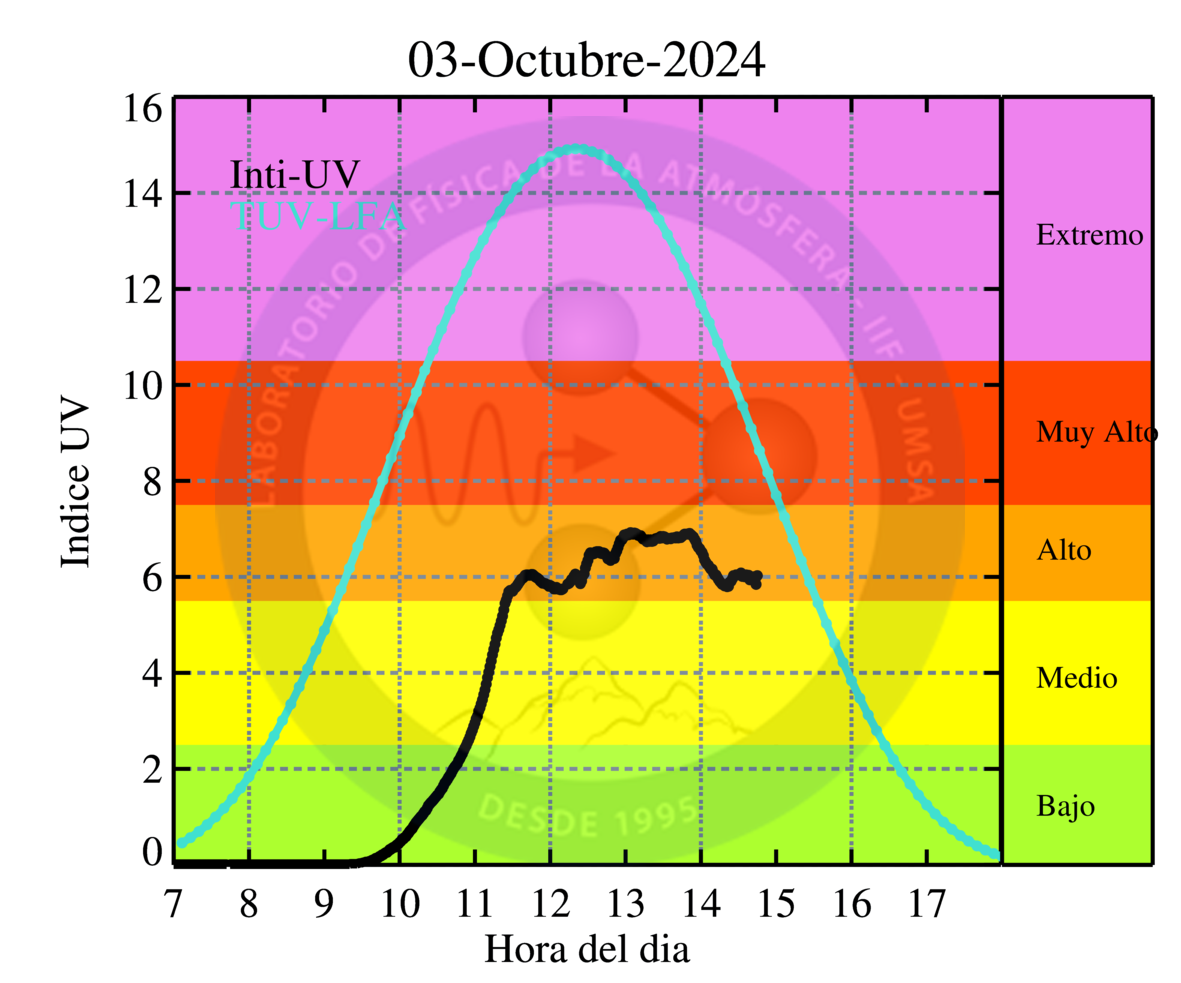 03-Octubre-2024
Inti-UV
TUV-LFA
LABORATORIO DE FÍSICA DE LA ATMÓSFERA - IIF - UMSA
DESDE 1995
Indice UV
16
14
12
10
8
6
4
2
0
Extremo
Muy Alto
Alto
Medio
Bajo
7 8 9 10 11 12 13 14 15 16 17
Hora del dia